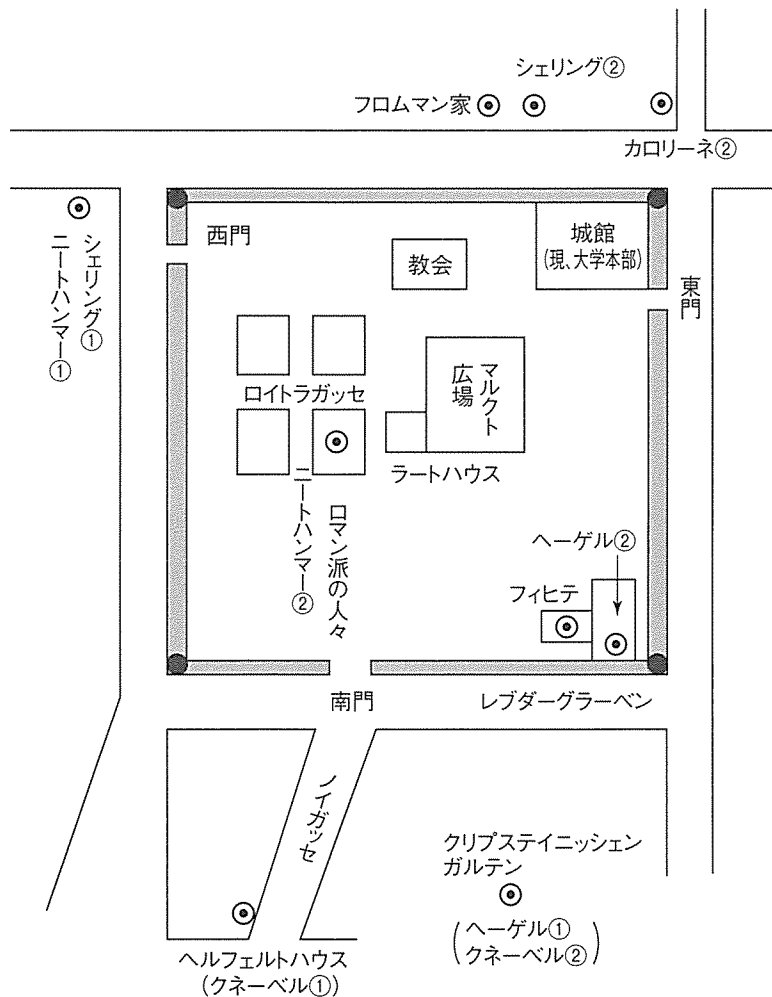 シェリング②
フロムマン家
カロリーネ②
シェリング①
ニートハンマー①
西門
教会
城館
(現、大学本部)
東門
ロイトラガッセ
マルクト
広場
ラートハウス
ロマン派の人々
ニートハンマー②
ヘーゲル②
フィヒテ
南門
レブダーグラーベン
ノイガッセ
クリプステイニッシェン
ガルテン
(ヘーゲル①
クネーベル②)
ヘルフェルトハウス
(クネーベル①)